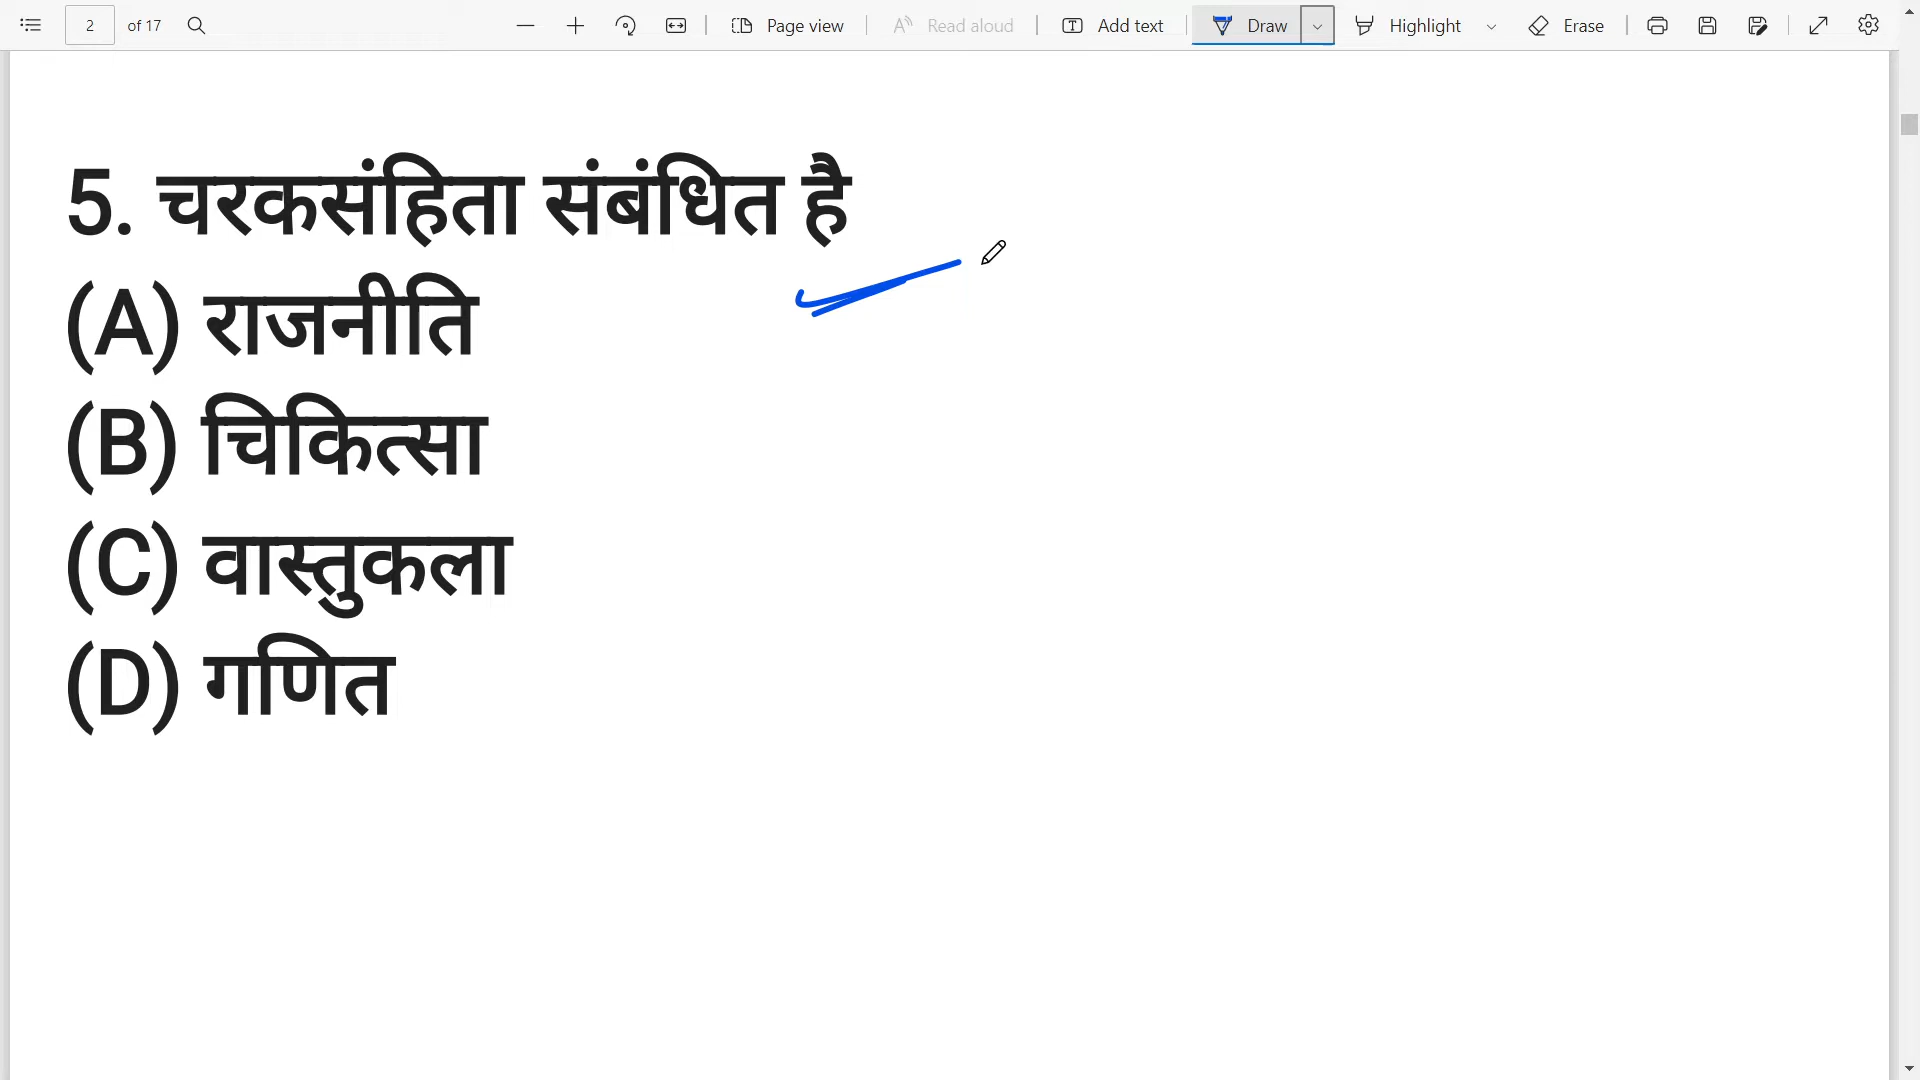 2 of 17 Page view Read aloud Add text Draw Highlight Erase
5. चरकसंहिता संबंधित है
(A) राजनीति
(B) चिकित्सा
(C) वास्तुकला
(D) गणित